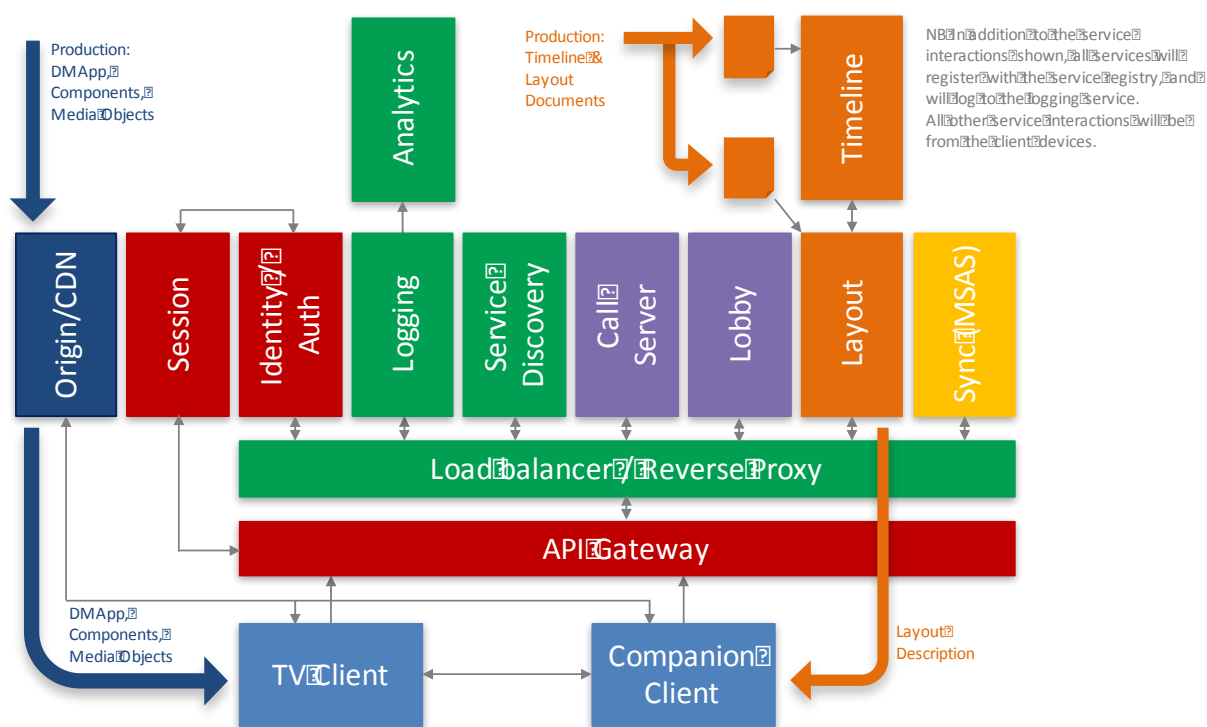 Production:
DMApp,
Components,
Media Objects
Analytics
Production:
Timeline &
Layout
Documents
Timeline
NB In addition to the service
interactions shown, all services will
register with the service registry, and
will log to the logging service.
All other service interactions will be
from the client devices.
Origin/CDN
Session
Identity /
Auth
Logging
Service
Discovery
Call
Server
Lobby
Layout
Sync (MSAS)
Load balancer / Reverse Proxy
API Gateway
DMApp,
Components,
Media Objects
TV Client
Companion
Client
Layout
Description